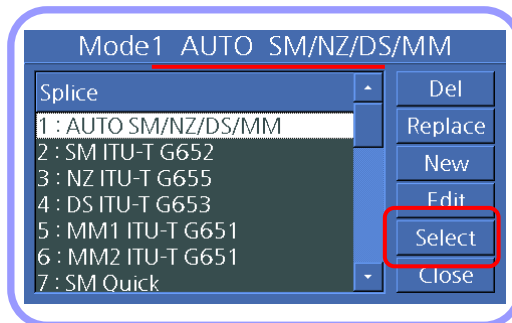 Mode1 AUTO SM/NZ/DS/MM
Splice
1 : AUTO SM/NZ/DS/MM
2 : SM ITU-T G652
3 : NZ ITU-T G655
4 : DS ITU-T G653
5 : MM1 ITU-T G651
6 : MM2 ITU-T G651
7 : SM Quick
Del
Replace
New
Edit
Select
Close